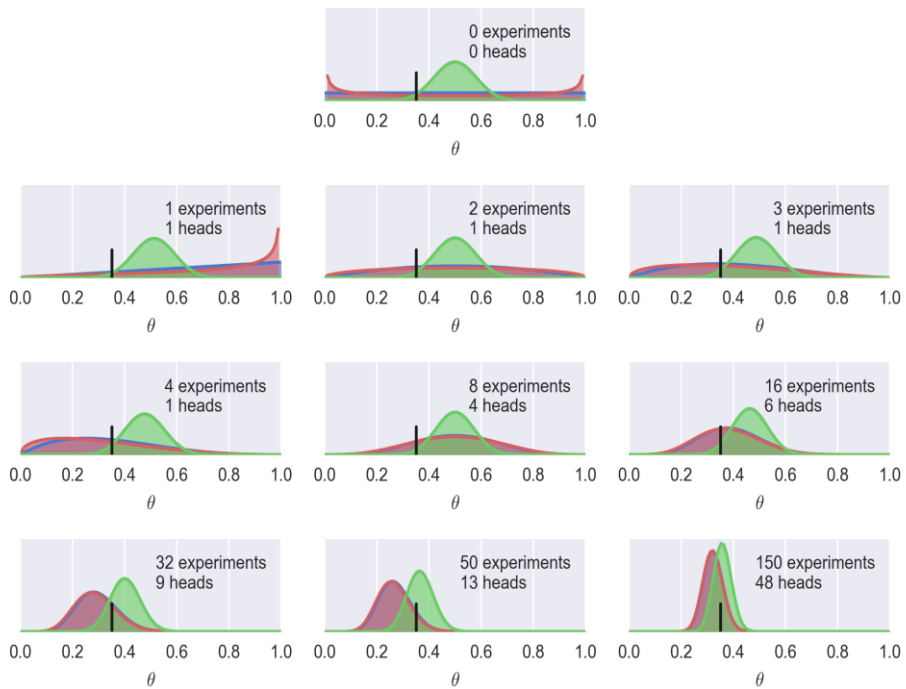 0 experiments
0 heads
0.0 0.2 0.4 0.6 0.8 1.0
θ
1 experiments
1 heads
0.0 0.2 0.4 0.6 0.8 1.0
θ
2 experiments
1 heads
0.0 0.2 0.4 0.6 0.8 1.0
θ
3 experiments
1 heads
0.0 0.2 0.4 0.6 0.8 1.0
θ
4 experiments
1 heads
0.0 0.2 0.4 0.6 0.8 1.0
θ
8 experiments
4 heads
0.0 0.2 0.4 0.6 0.8 1.0
θ
16 experiments
6 heads
0.0 0.2 0.4 0.6 0.8 1.0
θ
32 experiments
9 heads
0.0 0.2 0.4 0.6 0.8 1.0
θ
50 experiments
13 heads
0.0 0.2 0.4 0.6 0.8 1.0
θ
150 experiments
48 heads
0.0 0.2 0.4 0.6 0.8 1.0
θ